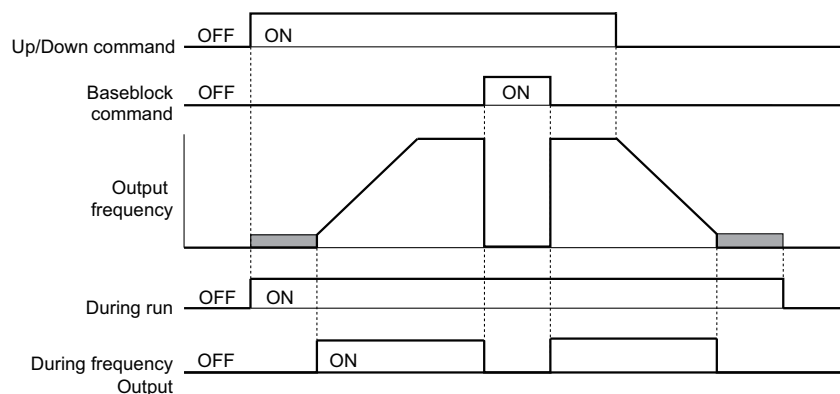 Up/Down command
OFF
ON
Baseblock
command
OFF
ON
Output
frequency
During run
OFF
ON
During frequency
Output
OFF
ON